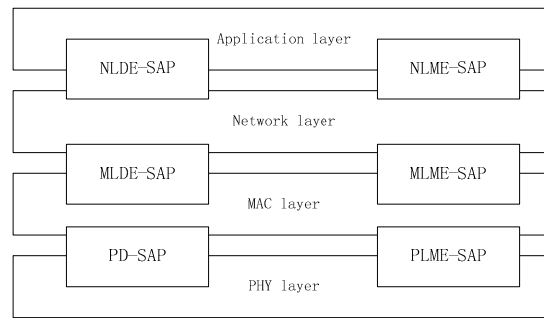 Application layer
NLDE-SAP NLME-SAP
Network layer
MLDE-SAP MLME-SAP
MAC layer
PD-SAP PLME-SAP
PHY layer